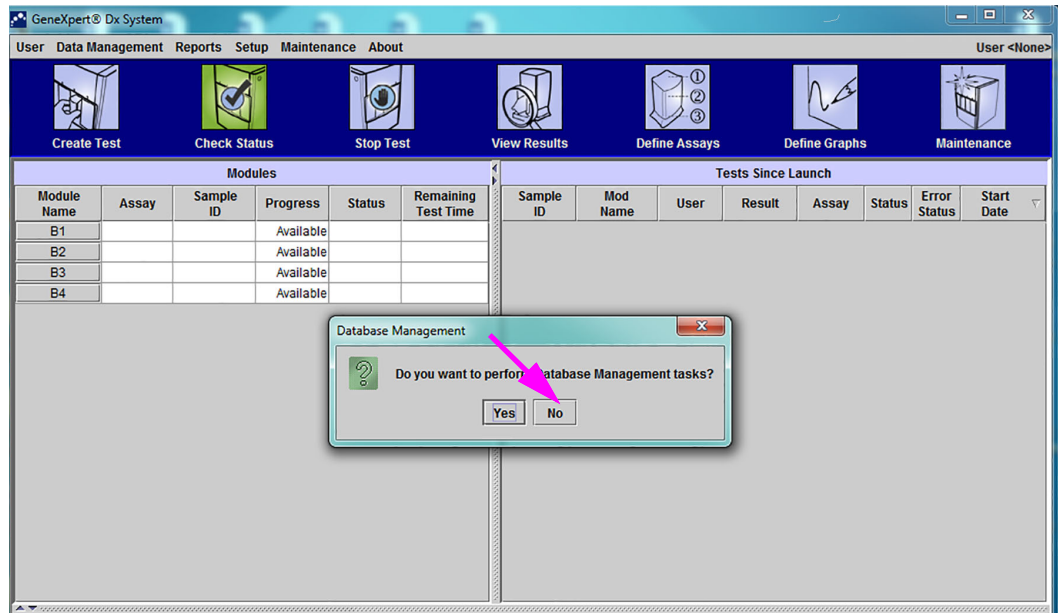 GeneXpert® Dx System
User Data Management Reports Setup Maintenance About User <None>
Create Test Check Status Stop Test View Results Define Assays Define Graphs Maintenance
1
2
3
Modules Tests Since Launch
Module Name Assay Sample ID Progress Status Remaining Test Time Sample ID Mod Name User Result Assay Status Error Status Start Date
B1 Available
B2 Available
B3 Available
B4 Available
Database Management
Do you want to perform Database Management tasks?
Yes No